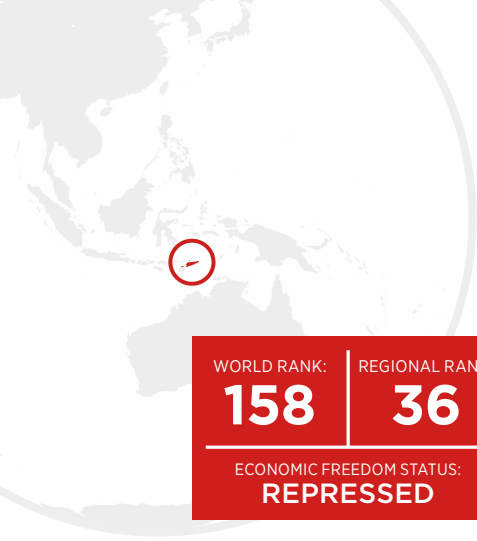 WORLD RANK:
158
REGIONAL RAN
36
ECONOMIC FREEDOM STATUS:
REPRESSED